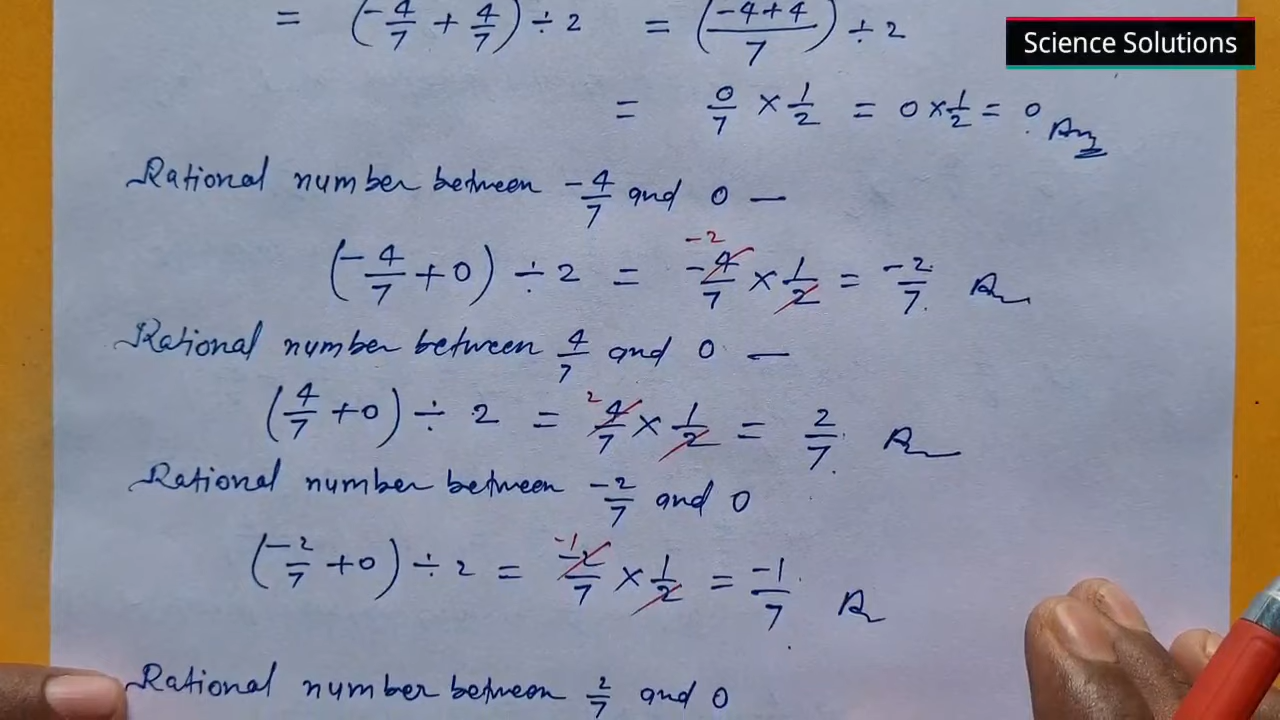 = (-4/7 + 4/7) ÷ 2 = ((-4+4)/7) ÷ 2
Science Solutions
= 0/7 × 1/2 = 0 × 1/2 = 0 Ans
Rational number between -4/7 and 0 —
(-4/7 + 0) ÷ 2 = -4/7 × 1/2 = -2/7
-2
Rational number between 4/7 and 0 —
(4/7 + 0) ÷ 2 = 4/7 × 1/2 = 2/7
2
Rational number between -2/7 and 0
(-2/7 + 0) ÷ 2 = -2/7 × 1/2 = -1/7
-1
Rational number between 2/7 and 0